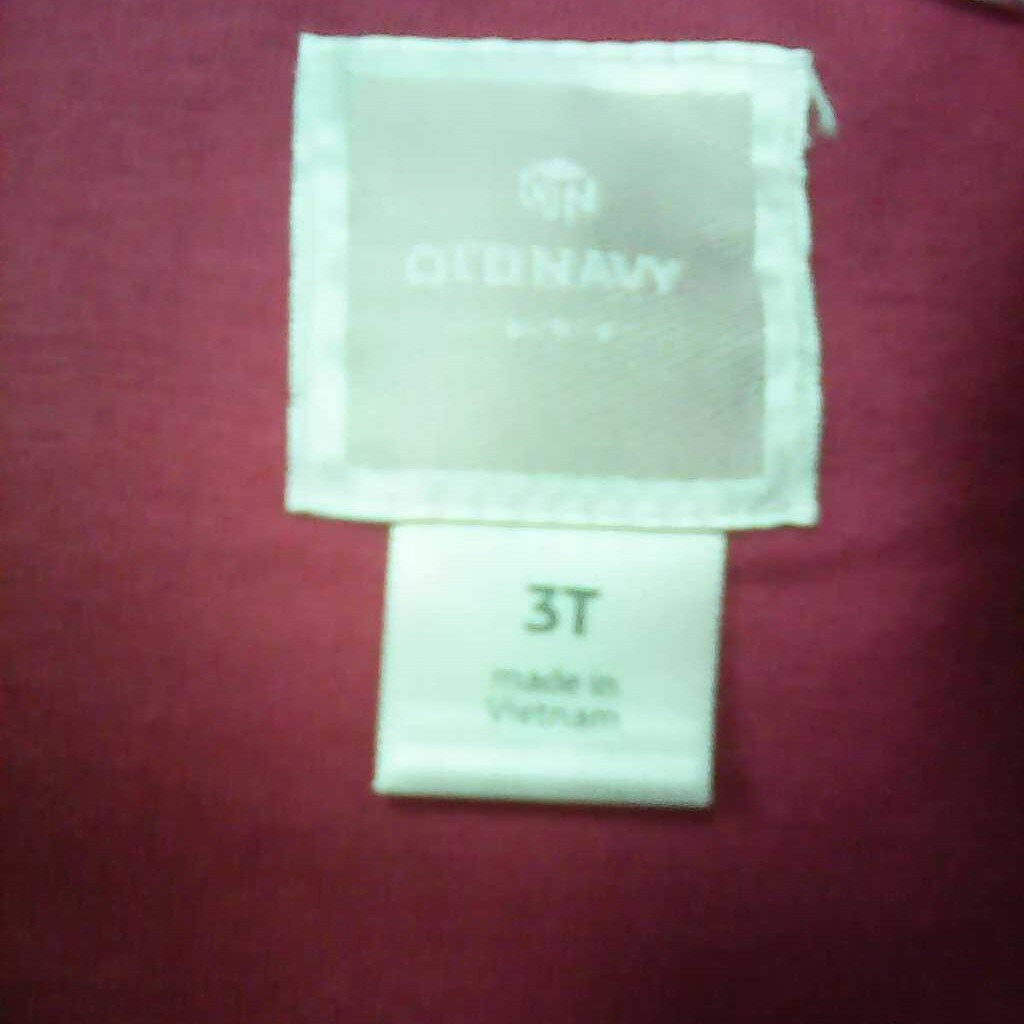 OLD NAVY
3T
made in
Vietnam